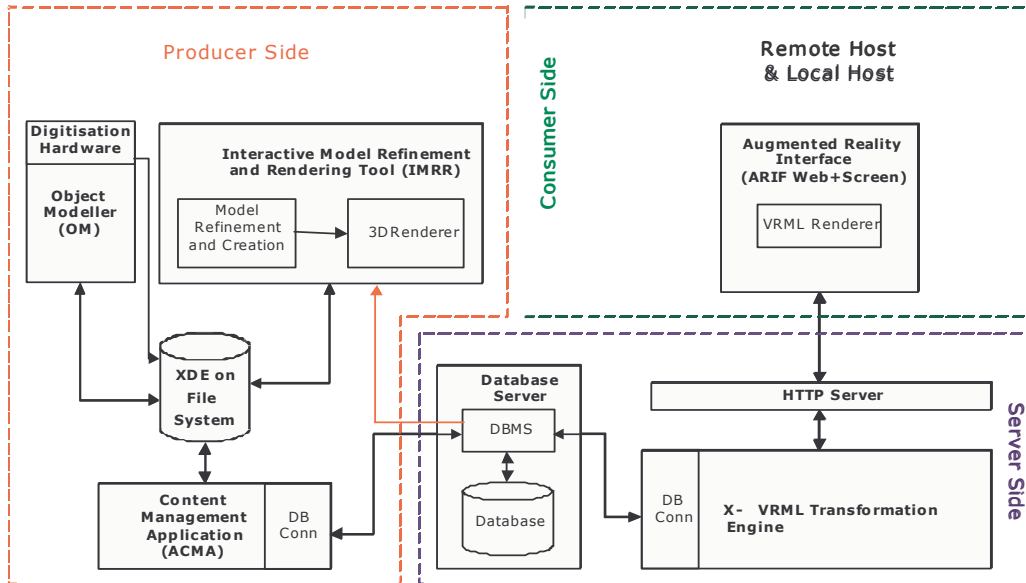 Producer Side
Digitisation
Hardware
Object
Modeller
(OM)
Interactive Model Refinement
and Rendering Tool (IMRR)
Model
Refinement
and Creation
3DRenderer
XDE on
File
System
Content
Management
Application
(ACMA)
DB
Conn
Consumer Side
Remote Host
& Local Host
Augmented Reality
Interface
(ARIF Web+Screen)
VRML Renderer
Database
Server
DBMS
Database
HTTP Server
DB
Conn
X- VRML Transformation
Engine
Server Side